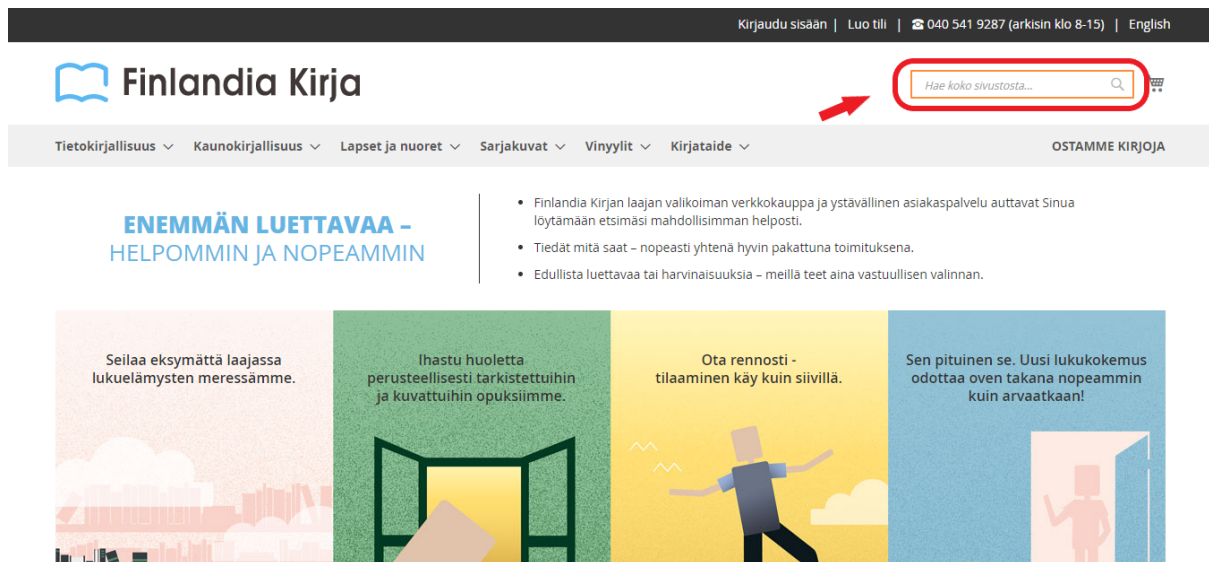 Kirjaudu sisään | Luo tili | ☎ 040 541 9287 (arkisin klo 8-15) | English
Finlandia Kirja
Hae koko sivustosta...
Tietokirjallisuus Kaunokirjallisuus Lapset ja nuoret Sarjakuvat Vinyylit Kirjataide OSTAMME KIRJOJA
ENEMMÄN LUETTAVAA –
HELPOMMIN JA NOPEAMMIN
• Finlandia Kirjan laajan valikoiman verkkokauppa ja ystävällinen asiakaspalvelu auttavat Sinua
löytämään etsimäsi mahdollisimman helposti.
• Tiedät mitä saat – nopeasti yhtenä hyvin pakattuna toimituksena.
• Edullista luettavaa tai harvinaisuuksia – meillä teet aina vastuullisen valinnan.
Seilaa eksymättä laajassa
lukuelämysten meressämme.
Ihastu huoletta
perusteellisesti tarkistettuihin
ja kuvattuihin opuksiimme.
Ota rennosti -
tilaaminen käy kuin siivillä.
Sen pituinen se. Uusi lukukokemus
odottaa oven takana nopeammin
kuin arvaatkaan!